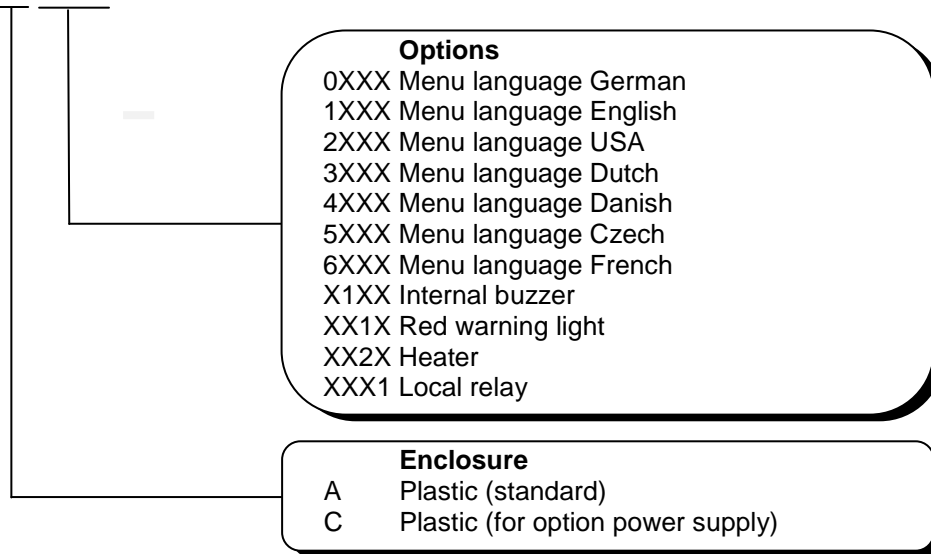 Options
0XXX Menu language German
1XXX Menu language English
2XXX Menu language USA
3XXX Menu language Dutch
4XXX Menu language Danish
5XXX Menu language Czech
6XXX Menu language French
X1XX Internal buzzer
XX1X Red warning light
XX2X Heater
XXX1 Local relay
Enclosure
A Plastic (standard)
C Plastic (for option power supply)